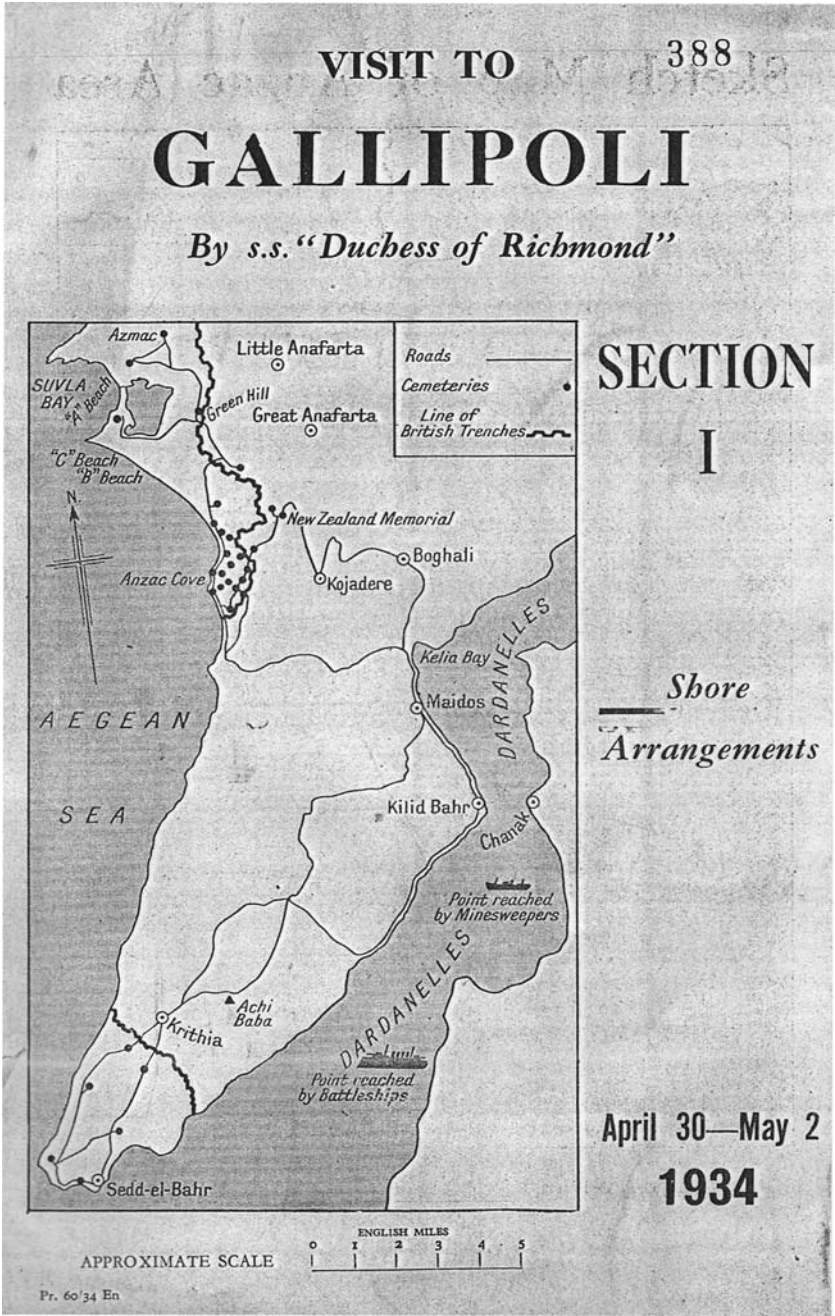 VISIT TO
388
GALLIPOLI
By s.s. "Duchess of Richmond"
Azmac
Little Anafarta
SUVLA
BAY
"A" Beach
Green Hill
Great Anafarta
"C" Beach
"B" Beach
N.
New Zealand Memorial
Boghali
Anzac Cove
Kojadere
Kelia Bay
DARDANELLES
Maidos
AEGEAN
SEA
Kilid Bahr
Chanak
Point reached
by Minesweepers
Achi
Baba
Krithia
DARDANELLES
Point reached
by Battleships
Sedd-el-Bahr
Roads
Cemeteries
Line of
British Trenches
SECTION
I
Shore
Arrangements
April 30—May 2
1934
APPROXIMATE SCALE
ENGLISH MILES
0 1 2 3 4 5
Pr. 60/34 En